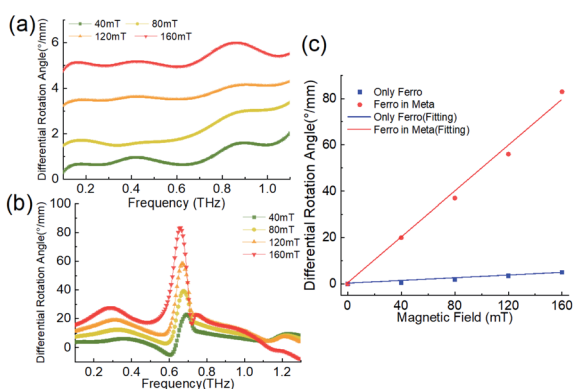 (a)
40mT 80mT
120mT 160mT
Differential Rotation Angle(°/mm)
6
4
2
0
0.2 0.4 0.6 0.8 1.0
Frequency (THz)
(b)
40mT
80mT
120mT
160mT
Differential Rotation Angle(°/mm)
100
80
60
40
20
0
0.2 0.4 0.6 0.8 1.0 1.2
Frequency(THz)
(c)
Only Ferro
Ferro in Meta
Only Ferro(Fitting)
Ferro in Meta(Fitting)
Differential Rotation Angle(°/mm)
80
60
40
20
0
0 40 80 120 160
Magnetic Field (mT)